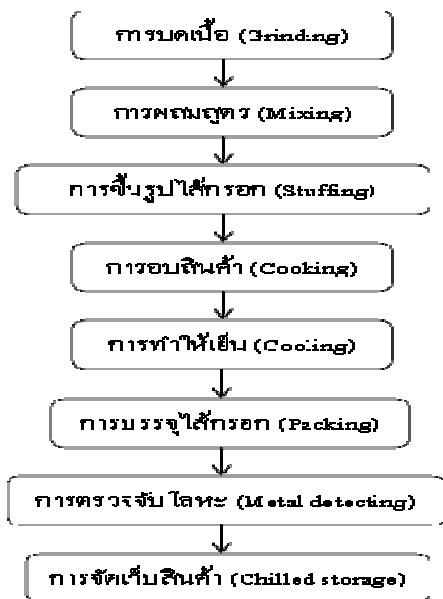 การบดเนื้อ (Grinding)
การผสมสูตร (Mixing)
การขึ้นรูปไส้กรอก (Stuffing)
การอบสินค้า (Cooking)
การทำให้เย็น (Cooling)
การบรรจุไส้กรอก (Packing)
การตรวจจับโลหะ (Metal detecting)
การจัดเก็บสินค้า (Chilled storage)